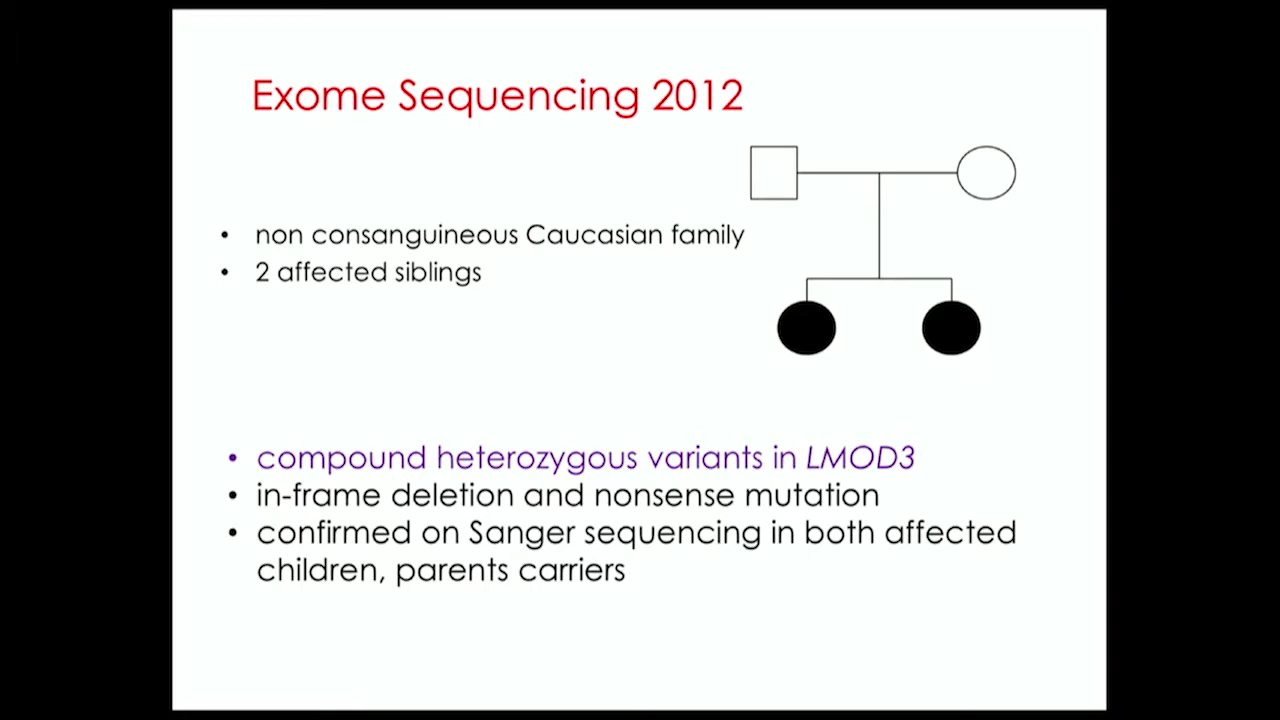 Exome Sequencing 2012
• non consanguineous Caucasian family
• 2 affected siblings
• compound heterozygous variants in LMOD3
• in-frame deletion and nonsense mutation
• confirmed on Sanger sequencing in both affected
children, parents carriers